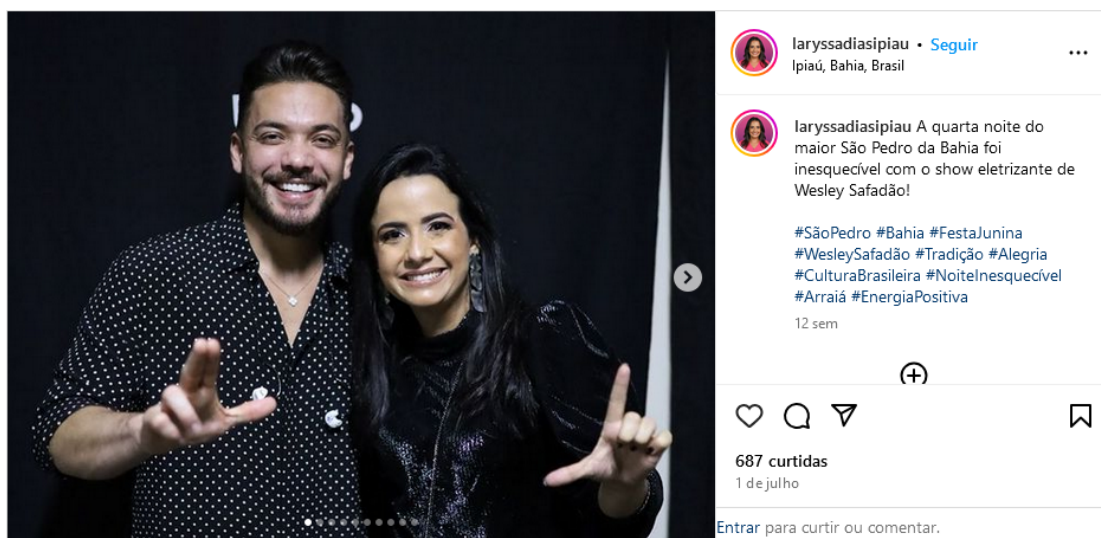 laryssadiasipiau • Seguir
Ipiaú, Bahia, Brasil
laryssadiasipiau A quarta noite do
maior São Pedro da Bahia foi
inesquecível com o show eletrizante de
Wesley Safadão!
#SãoPedro #Bahia #FestaJunina
#WesleySafadão #Tradição #Alegria
#CulturaBrasileira #NoiteInesquecível
#Arraiá #EnergiaPositiva
12 sem
687 curtidas
1 de julho
Entrar para curtir ou comentar.